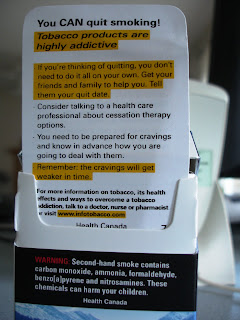 You CAN quit smoking!
Tobacco products are
highly addictive
If you're thinking of quitting, you don't
need to do it all on your own. Get your
friends and family to help you. Tell
them your quit date.
· Consider talking to a health care
professional about cessation therapy
options.
· You need to be prepared for cravings
and know in advance how you are
going to deal with them.
Remember: the cravings will get
weaker in time.
For more information on tobacco, its health
effects and ways to overcome a tobacco
addiction, talk to a doctor, nurse or pharmacist
or visit www.infotobacco.com
Health Canada
WARNING Second-hand smoke contains
carbon monoxide, ammonia, formaldehyde,
benzo[a]pyrene and nitrosamines. These
chemicals can harm your children.
Health Canada